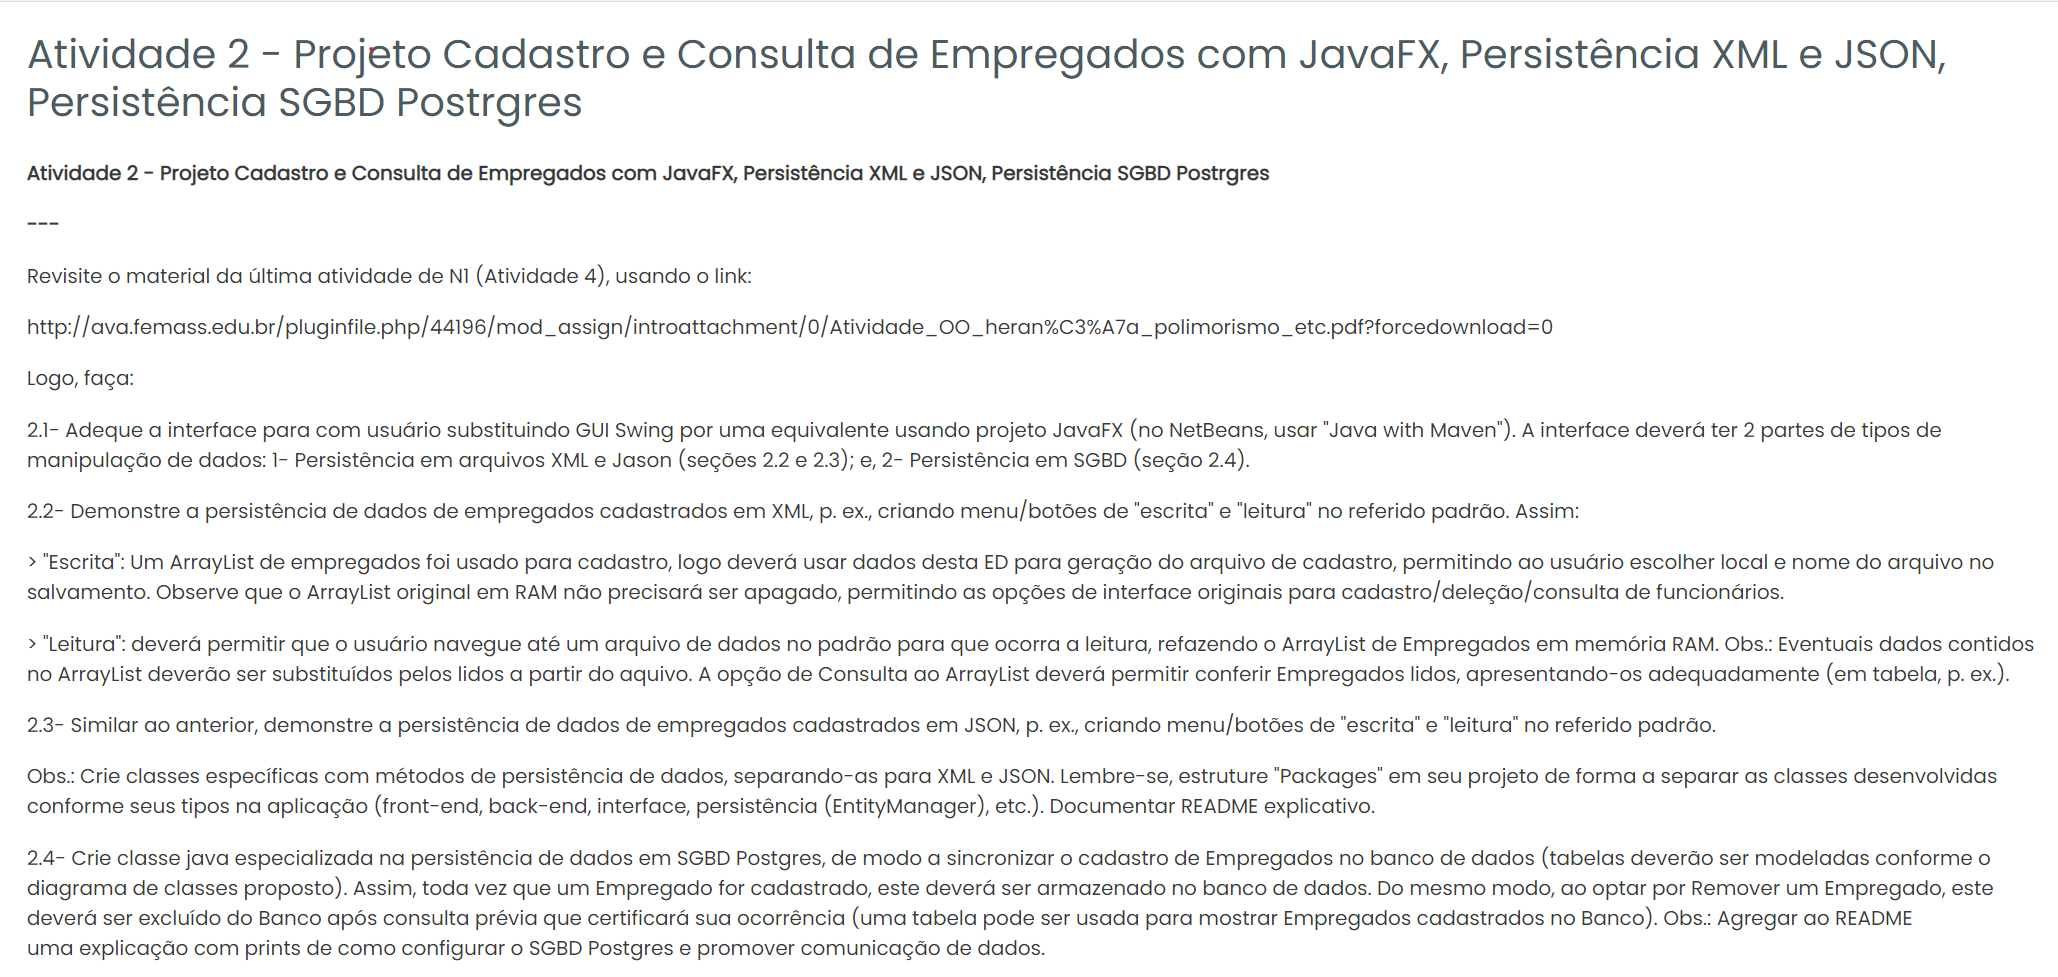 Atividade 2 - Projeto Cadastro e Consulta de Empregados com JavaFX, Persistência XML e JSON,
Persistência SGBD Postrgres
Atividade 2 - Projeto Cadastro e Consulta de Empregados com JavaFX, Persistência XML e JSON, Persistência SGBD Postrgres
---
Revisite o material da última atividade de N1 (Atividade 4), usando o link:
http://ava.femass.edu.br/pluginfile.php/44196/mod_assign/introattachment/0/Atividade_OO_heran%C3%A7a_polimorismo_etc.pdf?forcedownload=0
Logo, faça:
2.1- Adeque a interface para com usuário substituindo GUI Swing por uma equivalente usando projeto JavaFX (no NetBeans, usar "Java with Maven"). A interface deverá ter 2 partes de tipos de
manipulação de dados: 1- Persistência em arquivos XML e Jason (seções 2.2 e 2.3); e, 2- Persistência em SGBD (seção 2.4).
2.2- Demonstre a persistência de dados de empregados cadastrados em XML, p. ex., criando menu/botões de "escrita" e "leitura" no referido padrão. Assim:
> "Escrita": Um ArrayList de empregados foi usado para cadastro, logo deverá usar dados desta ED para geração do arquivo de cadastro, permitindo ao usuário escolher local e nome do arquivo no
salvamento. Observe que o ArrayList original em RAM não precisará ser apagado, permitindo as opções de interface originais para cadastro/deleção/consulta de funcionários.
> "Leitura": deverá permitir que o usuário navegue até um arquivo de dados no padrão para que ocorra a leitura, refazendo o ArrayList de Empregados em memória RAM. Obs.: Eventuais dados contidos
no ArrayList deverão ser substituídos pelos lidos a partir do aquivo. A opção de Consulta ao ArrayList deverá permitir conferir Empregados lidos, apresentando-os adequadamente (em tabela, p. ex.).
2.3- Similar ao anterior, demonstre a persistência de dados de empregados cadastrados em JSON, p. ex., criando menu/botões de "escrita" e "leitura" no referido padrão.
Obs.: Crie classes específicas com métodos de persistência de dados, separando-as para XML e JSON. Lembre-se, estruture "Packages" em seu projeto de forma a separar as classes desenvolvidas
conforme seus tipos na aplicação (front-end, back-end, interface, persistência (EntityManager), etc.). Documentar README explicativo.
2.4- Crie classe java especializada na persistência de dados em SGBD Postgres, de modo a sincronizar o cadastro de Empregados no banco de dados (tabelas deverão ser modeladas conforme o
diagrama de classes proposto). Assim, toda vez que um Empregado for cadastrado, este deverá ser armazenado no banco de dados. Do mesmo modo, ao optar por Remover um Empregado, este
deverá ser excluído do Banco após consulta prévia que certificará sua ocorrência (uma tabela pode ser usada para mostrar Empregados cadastrados no Banco). Obs.: Agregar ao README
uma explicação com prints de como configurar o SGBD Postgres e promover comunicação de dados.